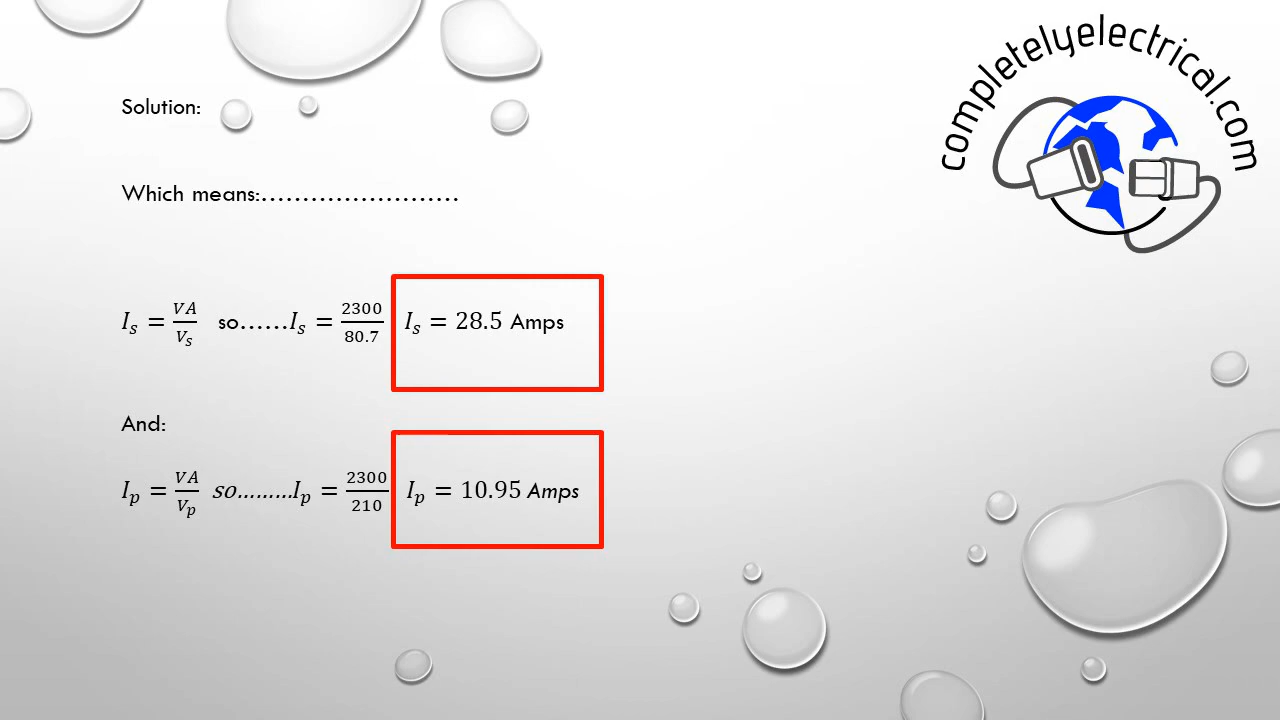 completelyelectrical.com
Solution:
Which means:........................
I_s = VA/V_s so......I_s = 2300/80.7 I_s = 28.5 Amps
And:
I_p = VA/V_p so.........I_p = 2300/210 I_p = 10.95 Amps